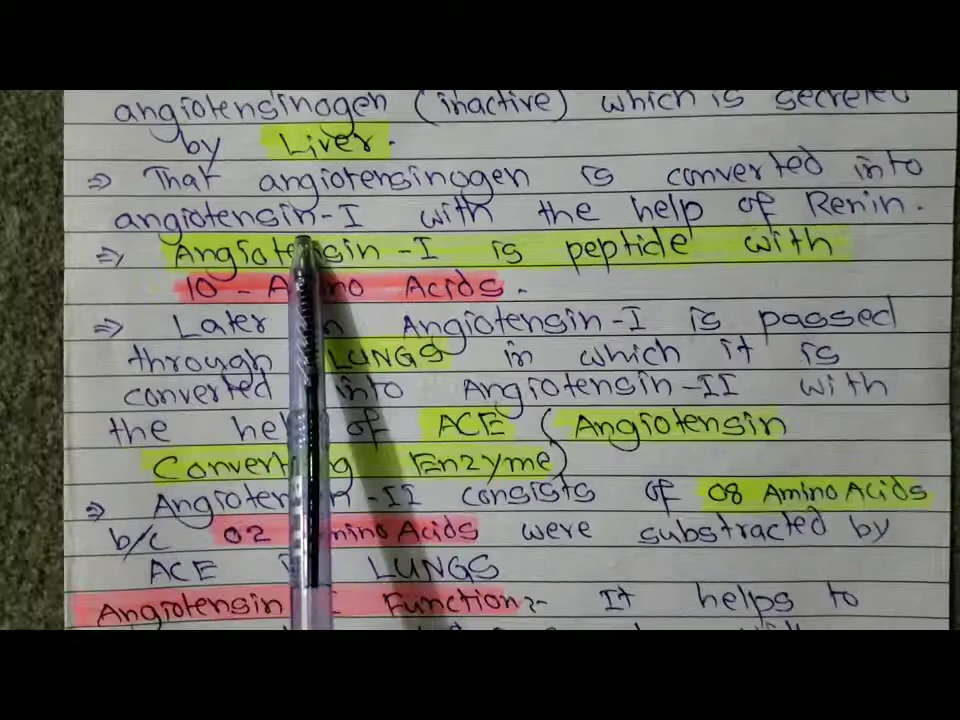 angiotensinogen (inactive) which is secreted
by Liver.
⇒ That angiotensinogen is converted into
angiotensin-I with the help of Renin.
⇒ Angiotensin-I is peptide with
10 - Amino Acids.
⇒ Later on Angiotensin-I is passed
through LUNGS in which it is
converted into Angiotensin-II with
the help of ACE (Angiotensin
Converting Enzyme)
⇒ Angiotensin-II consists of 08 Amino Acids
b/c 02 Amino Acids were substracted by
ACE LUNGS
Angiotensin Function:- It helps to